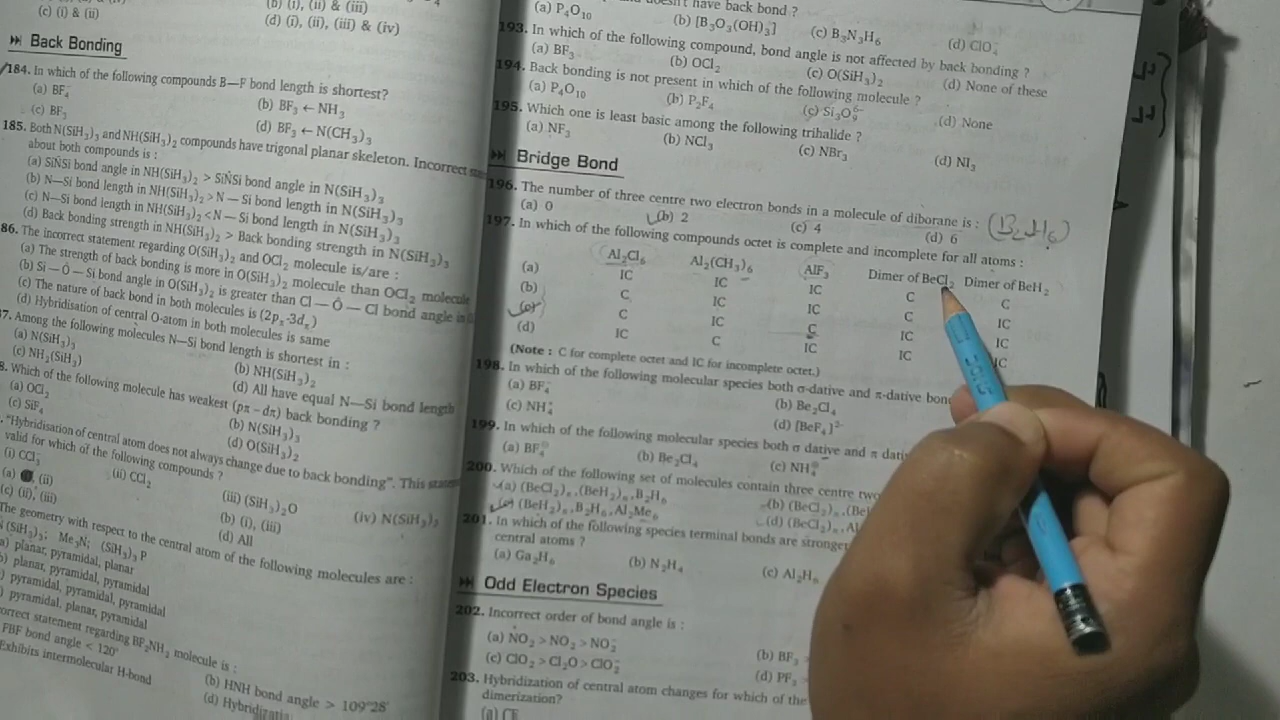 (c) (i) & (ii)
(b) (i), (ii) & (iii)
(d) (i), (ii), (iii) & (iv)
Back Bonding
184. In which of the following compounds B—F bond length is shortest?
(a) BF₄⁻
(b) BF₃ ← NH₃
(c) BF₃
(d) BF₃ ← N(CH₃)₃
185. Both N(SiH₃)₃ and NH(SiH₃)₂ compounds have trigonal planar skeleton. Incorrect
about both compounds is :
(a) SiN̂Si bond angle in NH(SiH₃)₂ > SiN̂Si bond angle in N(SiH₃)₃
(b) N—Si bond length in NH(SiH₃)₂ > N — Si bond length in N(SiH₃)₃
(c) N—Si bond length in NH(SiH₃)₂ < N — Si bond length in N(SiH₃)₃
(d) Back bonding strength in NH(SiH₃)₂ > Back bonding strength in N(SiH₃)₃
86. The incorrect statement regarding O(SiH₃)₂ and OCl₂ molecule is/are :
(a) The strength of back bonding is more in O(SiH₃)₂ molecule than OCl₂ molecule
(b) Si — Ô — Si bond angle in O(SiH₃)₂ is greater than Cl — Ô — Cl bond angle in
(c) The nature of back bond in both molecules is (2pπ-3dπ)
(d) Hybridisation of central O-atom in both molecules is same
87. Among the following molecules N—Si bond length is shortest in :
(a) N(SiH₃)₃
(b) NH(SiH₃)₂
(c) NH₂(SiH₃)
(d) All have equal N—Si bond length
8. Which of the following molecule has weakest (pπ – dπ) back bonding ?
(a) OCl₂
(b) N(SiH₃)₃
(c) SiF₄
(d) O(SiH₃)₂
"Hybridisation of central atom does not always change due to back bonding". This
valid for which of the following compounds ?
(i) CCl₃⁻
(ii) CCl₂
(iii) (SiH₃)₂O
(iv) N(SiH₃)₃
(a) (ii)
(b) (i), (iii)
(c) (ii), (iii)
(d) All
The geometry with respect to the central atom of the following molecules are :
(SiH₃)₃; Me₃N; (SiH₃)₃P
a) planar, pyramidal, planar
) planar, pyramidal, pyramidal
) pyramidal, pyramidal, pyramidal
) pyramidal, planar, pyramidal
orrect statement regarding BF₂NH₂ molecule is :
FBF bond angle < 120°
(b) HNH bond angle > 109°28′
Exhibits intermolecular H-bond
have back bond ?
(a) P₄O₁₀
(b) [B₃O₃(OH)₃]
(c) B₃N₃H₆
(d) ClO₄⁻
193. In which of the following compound, bond angle is not affected by back bonding ?
(a) BF₃
(b) OCl₂
(c) O(SiH₃)₂
(d) None of these
194. Back bonding is not present in which of the following molecule ?
(a) P₄O₁₀
(b) P₂F₄
(c) Si₃O₉⁶⁻
(d) None
195. Which one is least basic among the following trihalide ?
(a) NF₃
(b) NCl₃
(c) NBr₃
(d) NI₃
Bridge Bond
196. The number of three centre two electron bonds in a molecule of diborane is : (B₂H₆)
(a) 0
(b) 2
(c) 4
(d) 6
197. In which of the following compounds octet is complete and incomplete for all atoms :
Al₂Cl₆ Al₂(CH₃)₆ AlF₃ Dimer of BeCl₂ Dimer of BeH₂
(a) IC IC IC C C
(b) C IC IC C IC
(c) C IC C IC IC
(d) IC C IC IC IC
(Note : C for complete octet and IC for incomplete octet.)
198. In which of the following molecular species both σ-dative and π-dative
(a) BF₄⁻
(b) Be₂Cl₄
(c) NH₄⁺
(d) [BeF₄]²⁻
199. In which of the following molecular species both σ dative and π
(a) BF₄⁻
(b) Be₂Cl₄
(c) NH₄⁺
200. Which of the following set of molecules contain three centre two
(a) (BeCl₂)ₙ, (BeH₂)ₙ, B₂H₆
(b) (BeCl₂)ₙ,
(c) (BeH₂)ₙ, B₂H₆, Al₂Me₆
(d) (BeCl₂)ₙ,
201. In which of the following species terminal bonds are stronger
central atoms ?
(a) Ga₂H₆
(b) N₂H₄
(c) Al₂H₆
Odd Electron Species
202. Incorrect order of bond angle is :
(a) NO₂⁺ > NO₂ > NO₂⁻
(b) BF₃
(c) ClO₂ > Cl₂O > ClO₂⁻
(d) PF₃
203. Hybridization of central atom changes for which of the
dimerization?